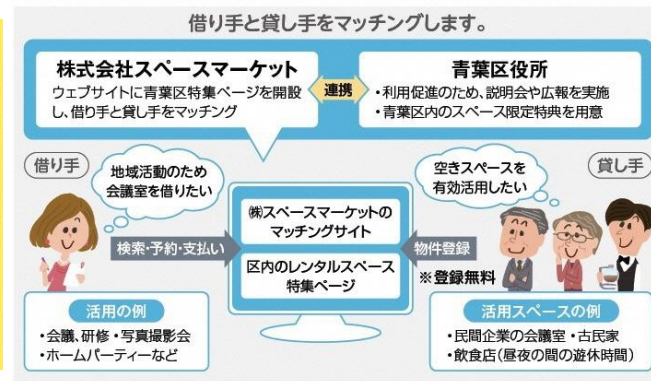 借り手と貸し手をマッチングします。
株式会社スペースマーケット
ウェブサイトに青葉区特集ページを開設
し、借り手と貸し手をマッチング
連携
青葉区役所
・利用促進のため、説明会や広報を実施
・青葉区内のスペース限定特典を用意
借り手
地域活動のため
会議室を借りたい
空きスペースを
有効活用したい
貸し手
㈱スペースマーケットの
マッチングサイト
検索・予約・支払い
物件登録
区内のレンタルスペース
特集ページ
※登録無料
活用の例
・会議、研修・写真撮影会
・ホームパーティーなど
活用スペースの例
・民間企業の会議室・古民家
・飲食店(昼夜の間の遊休時間)